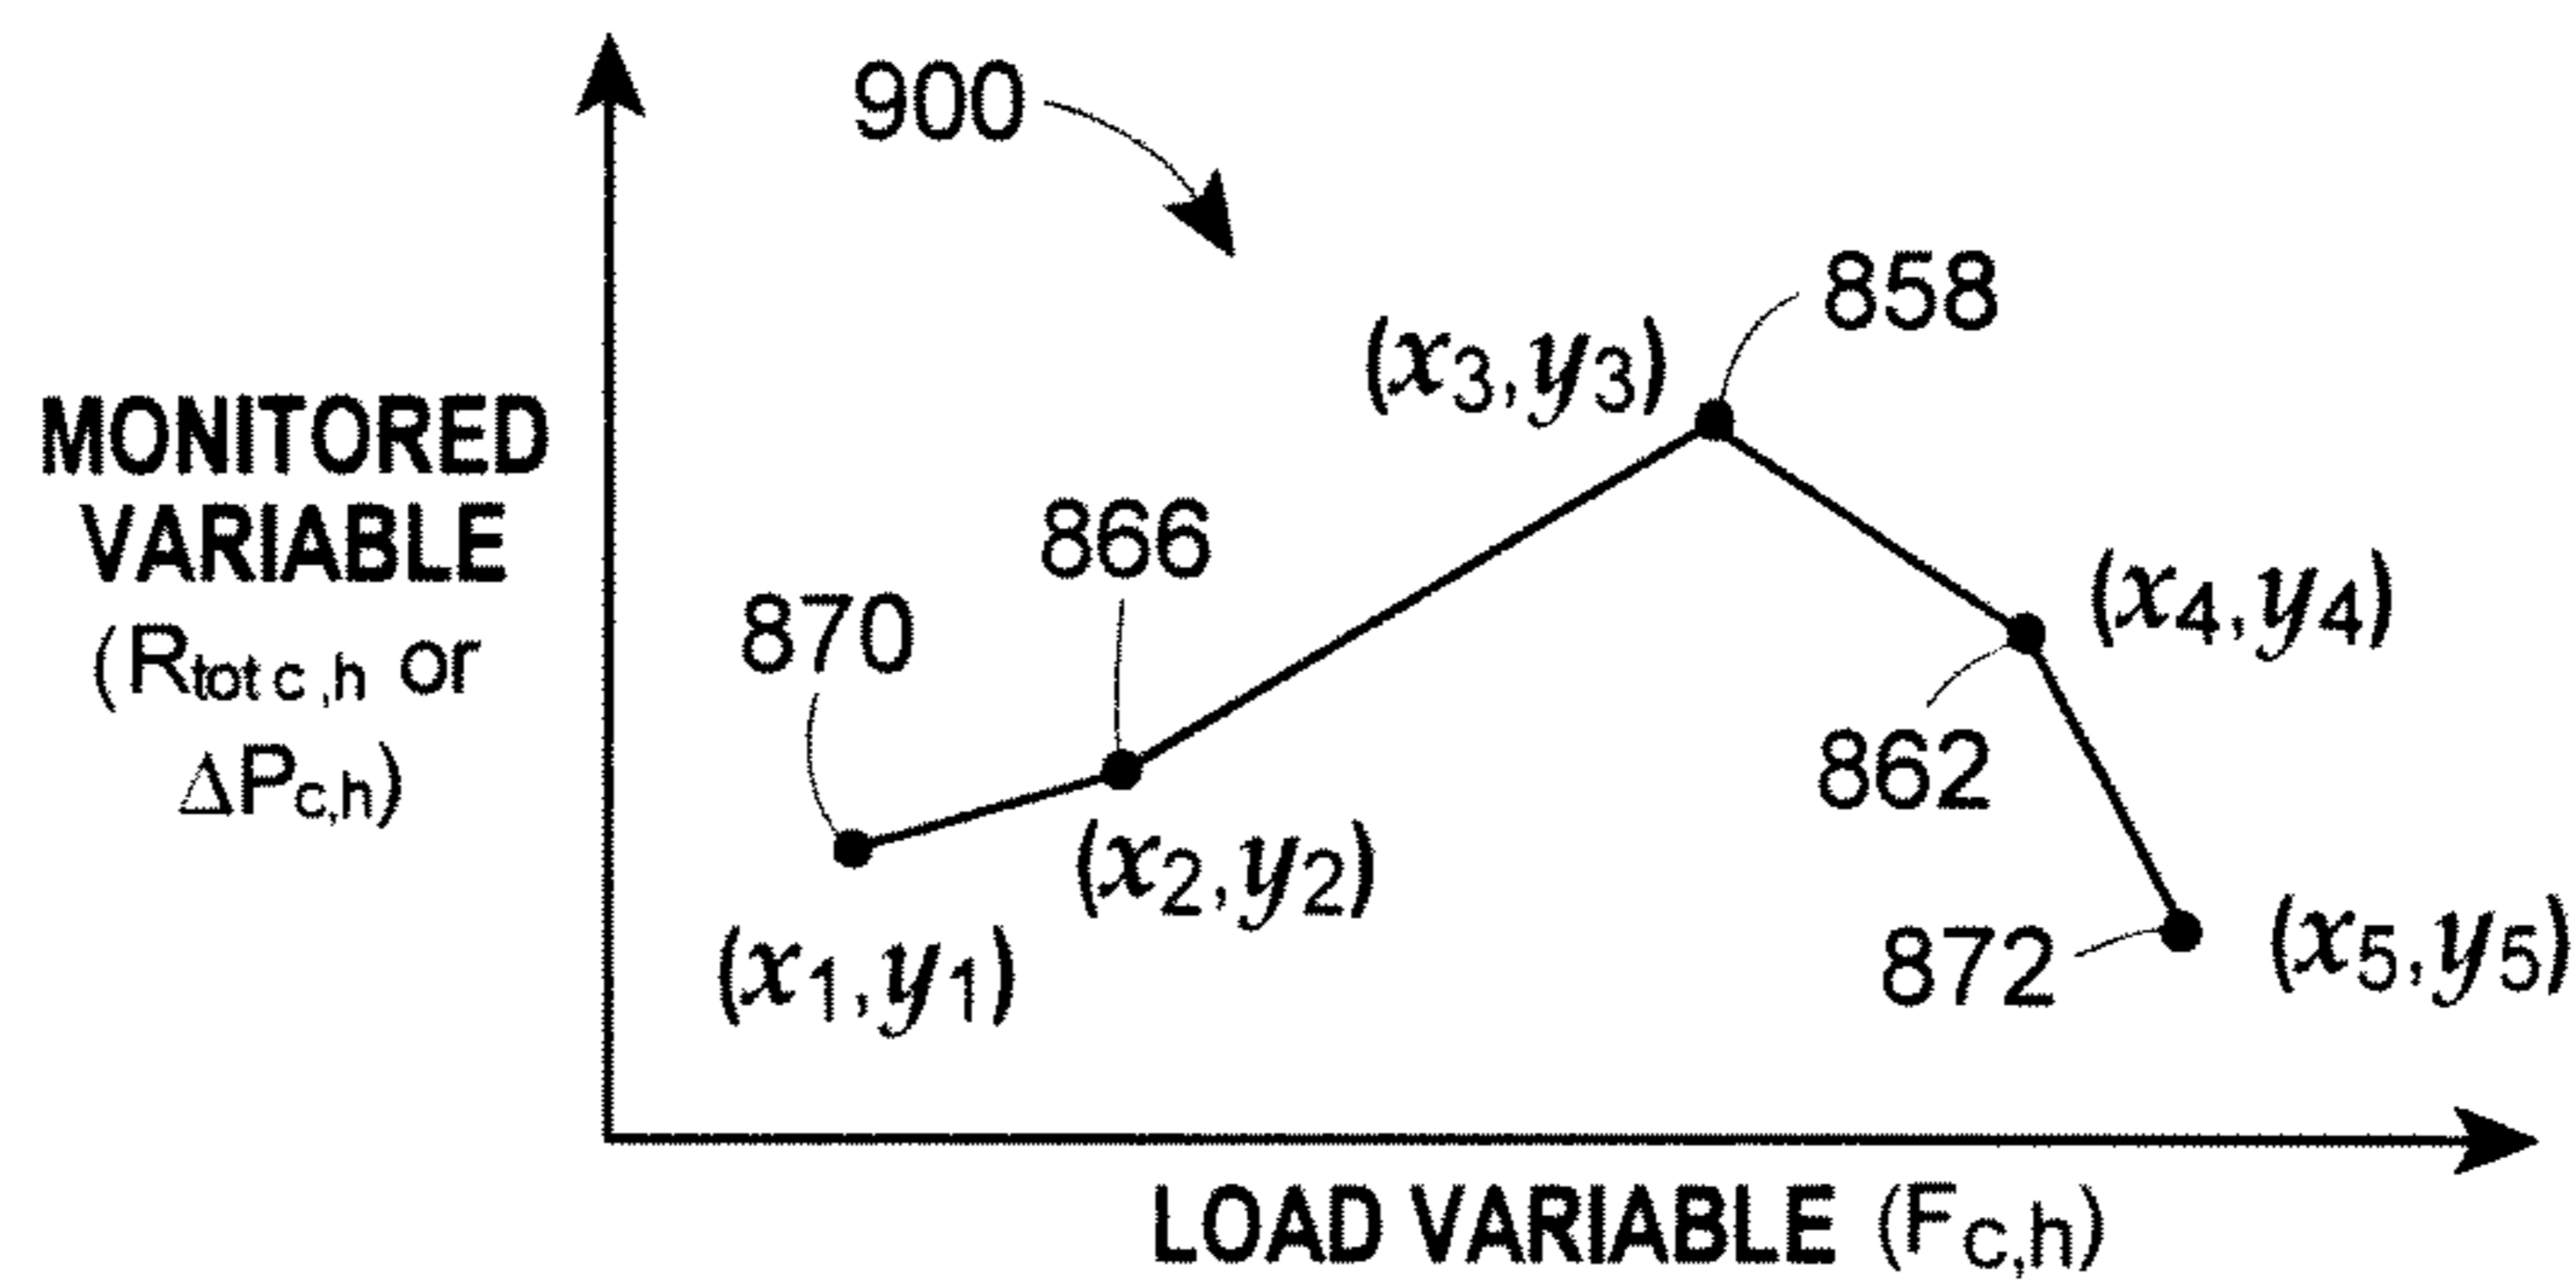 900
858
(x3,y3)
MONITORED
VARIABLE
(Rtot c,h or
ΔPc,h)
866
870
(x4,y4)
862
(x2,y2)
(x1,y1)
872
(x5,y5)
LOAD VARIABLE (Fc,h)